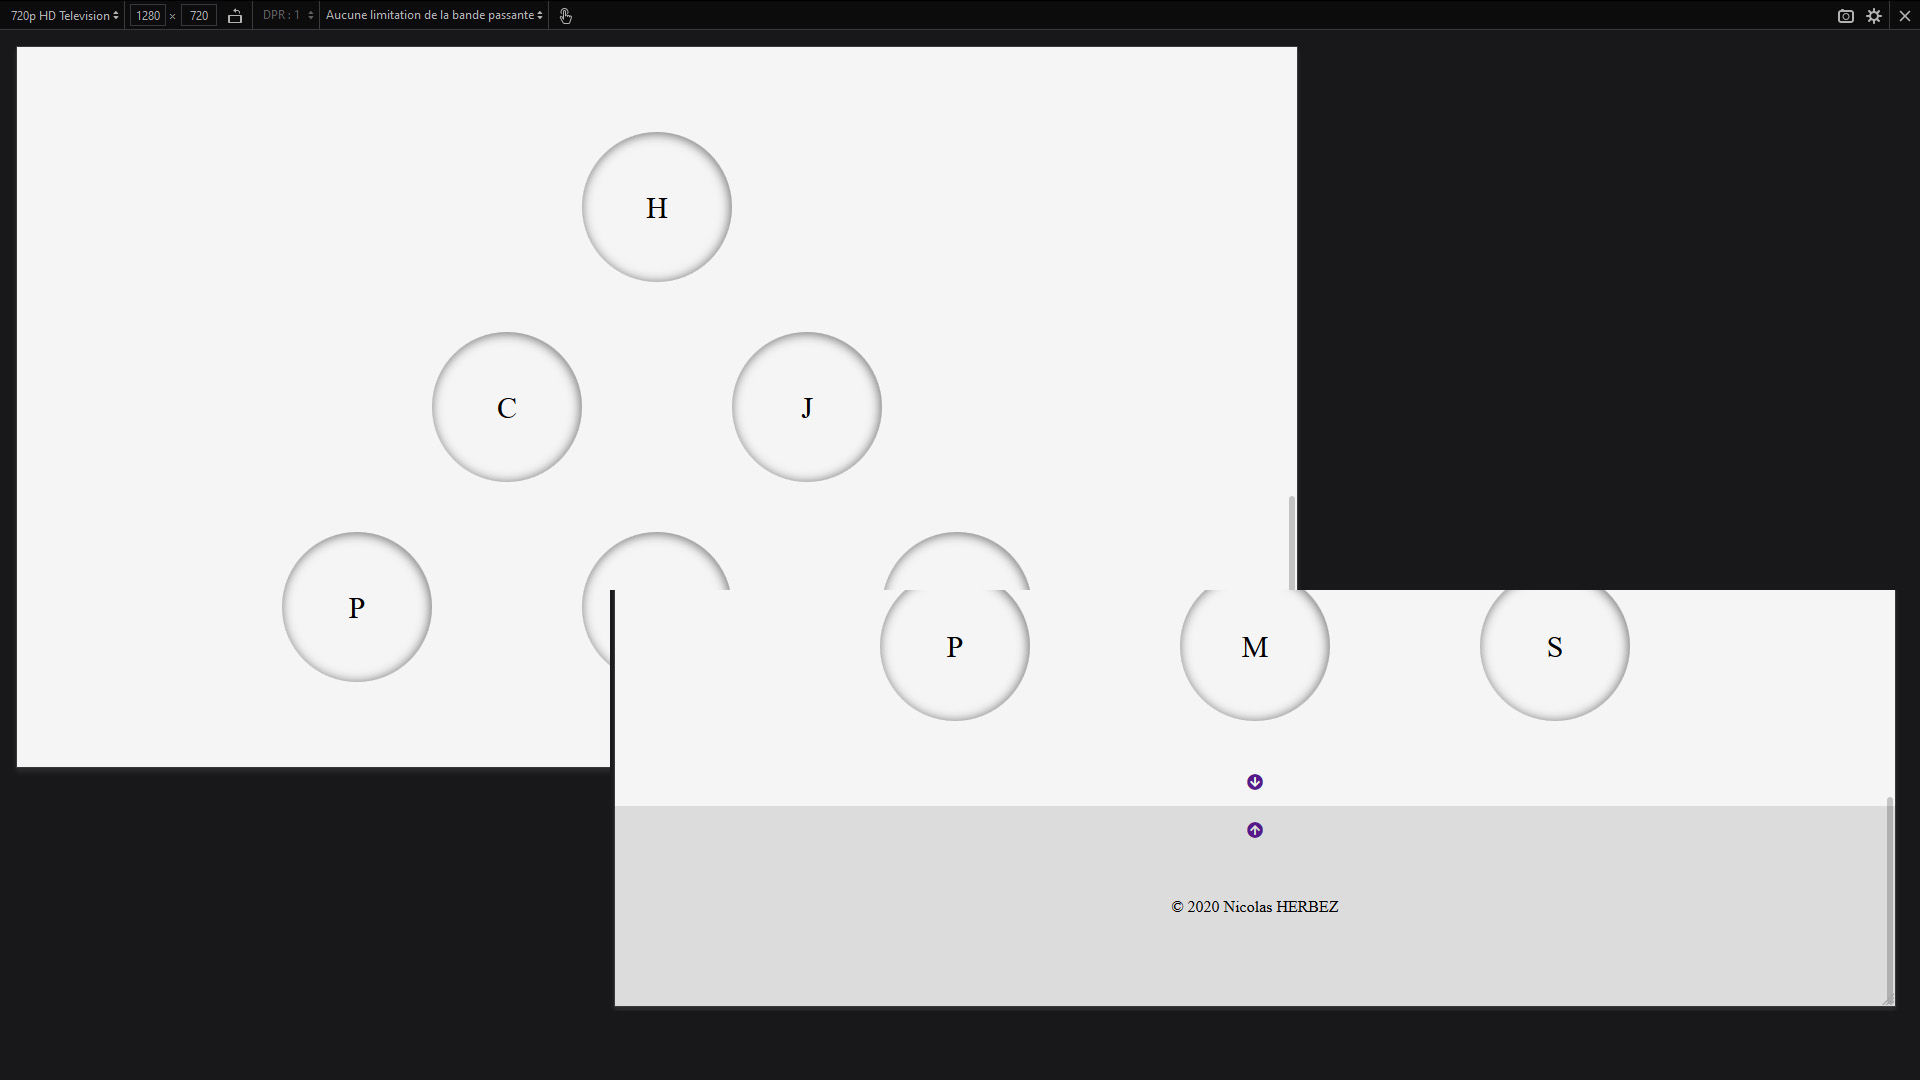 720p HD Television 1280 × 720 DPR : 1 Aucune limitation de la bande passante
H
C J
P
P M S
© 2020 Nicolas HERBEZ